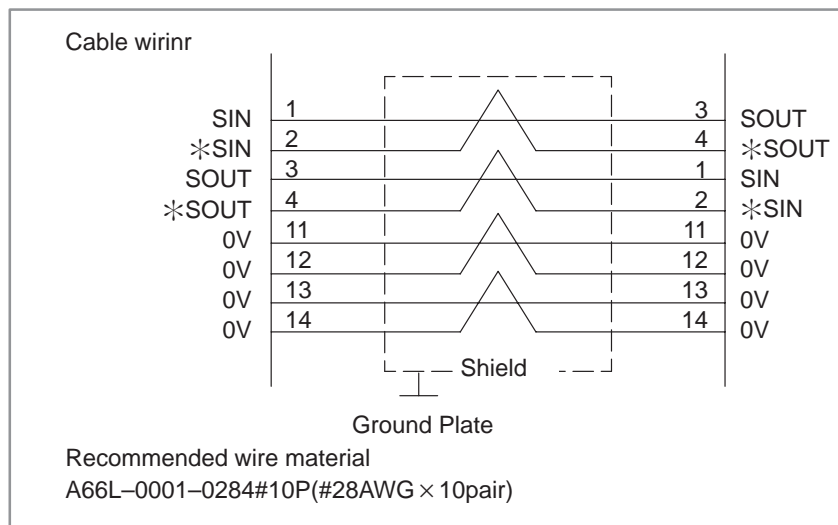 Cable wirinr
SIN 1 3 SOUT
✳SIN 2 4 ✳SOUT
SOUT 3 1 SIN
✳SOUT 4 2 ✳SIN
0V 11 11 0V
0V 12 12 0V
0V 13 13 0V
0V 14 14 0V
Shield
Ground Plate
Recommended wire material
A66L–0001–0284#10P(#28AWG×10pair)